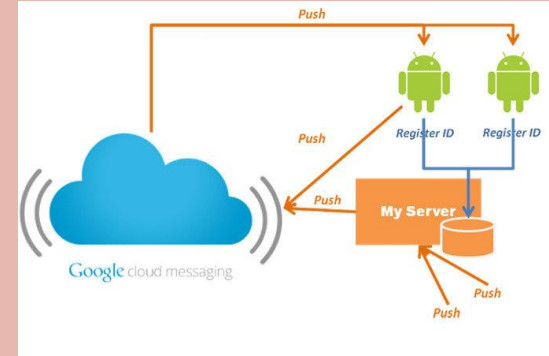 Push
Register ID
Register ID
Push
Push
My Server
Google cloud messaging
Push
Push